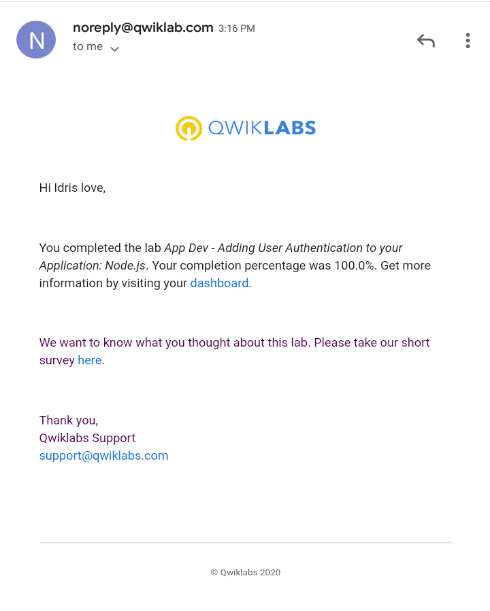 N
noreply@qwiklab.com 3:16 PM
to me
QWIKLABS
Hi Idris love,
You completed the lab App Dev - Adding User Authentication to your
Application: Node.js. Your completion percentage was 100.0%. Get more
information by visiting your dashboard.
We want to know what you thought about this lab. Please take our short
survey here.
Thank you,
Qwiklabs Support
support@qwiklabs.com
© Qwiklabs 2020